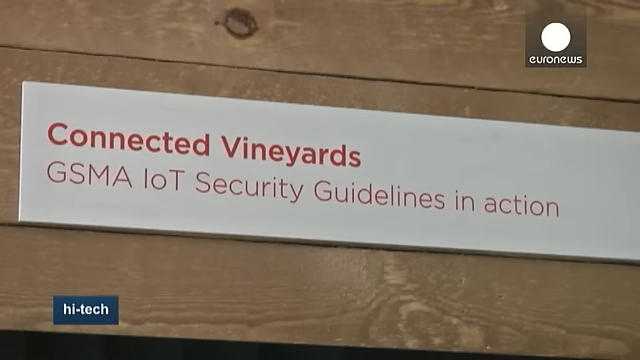 euronews
Connected Vineyards
GSMA IoT Security Guidelines in action
hi-tech